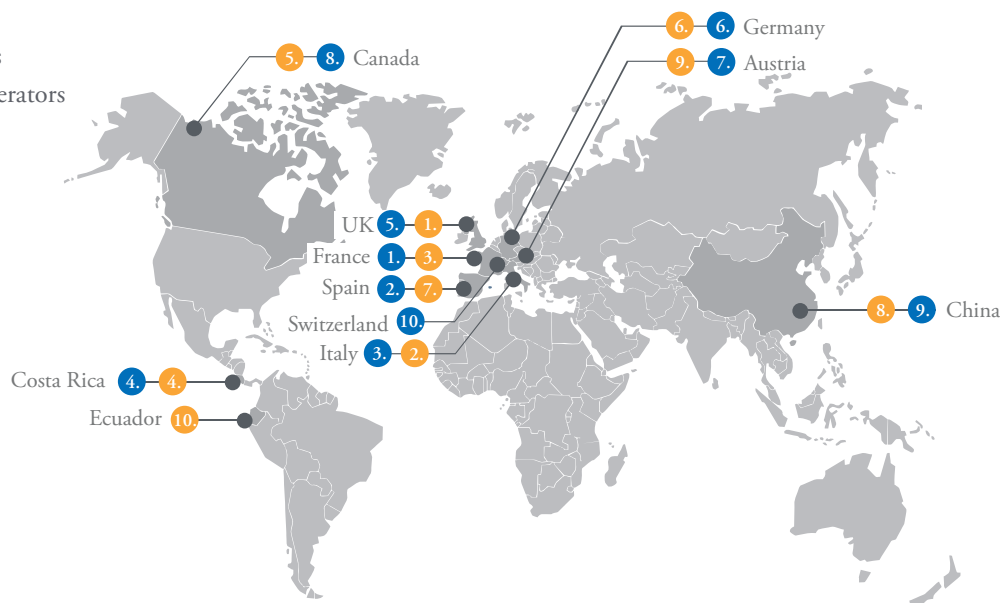 6. 6. Germany
5. 8. Canada
9. 7. Austria
UK 5. 1.
France 1. 3.
Spain 2. 7.
8. 9. China
Switzerland 10.
Italy 3. 2.
Costa Rica 4. 4.
Ecuador 10.